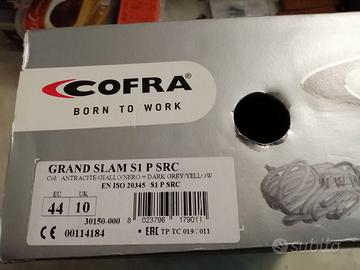 COFRA
BORN TO WORK
GRAND SLAM S1 P SRC
Col: ANTRACITE/GIALLO/NERO = DARK GREY/YELLOW
EN ISO 20345 S1 P SRC
EU UK
44 10
30150-000
8 023796 179011
CE 00114184
EAC TP TC 019/2011
subito